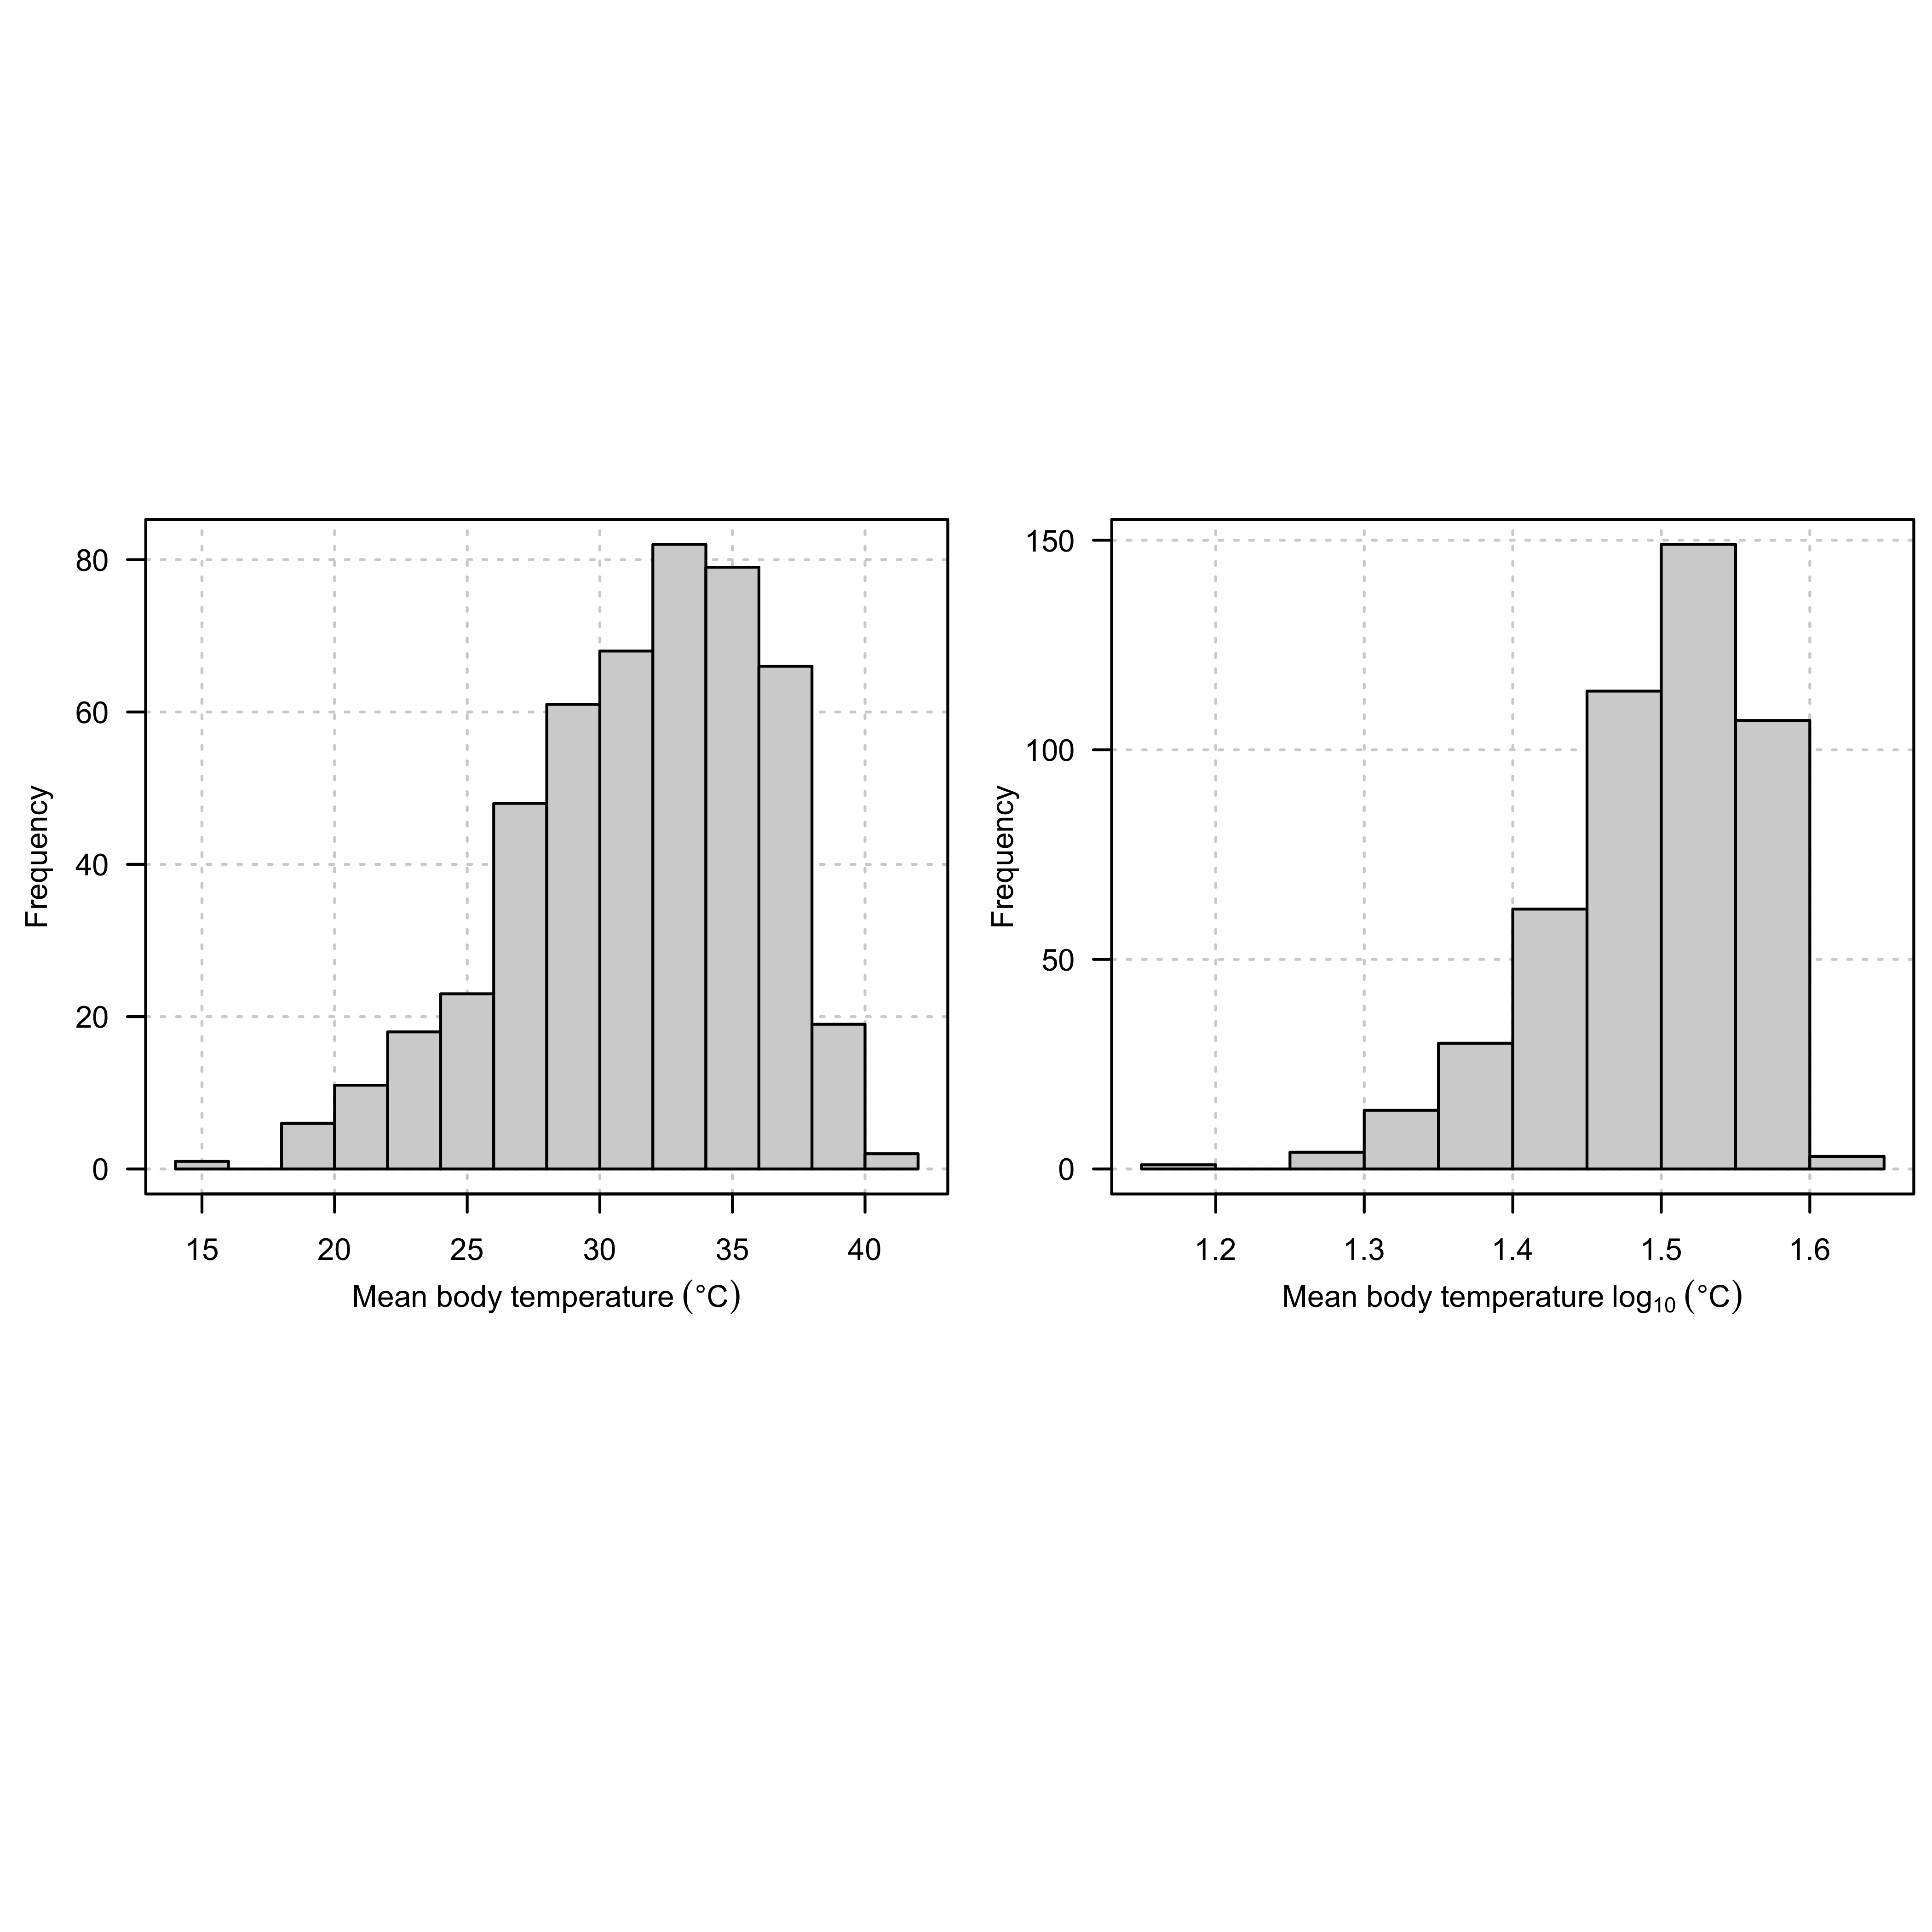 80
60
40
20
0
Frequency
15 20 25 30 35 40
Mean body temperature (°C)
150
100
50
0
Frequency
1.2 1.3 1.4 1.5 1.6
Mean body temperature log₁₀ (°C)